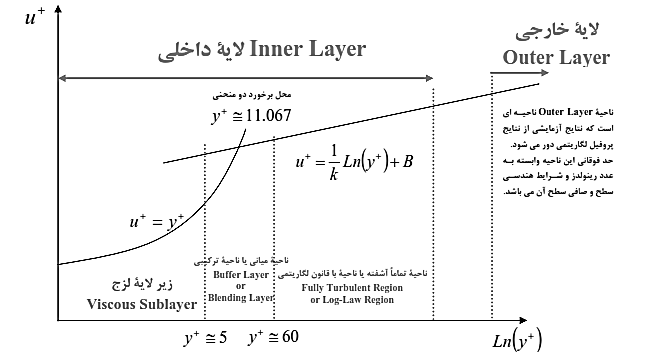 u⁺
لایهٔ داخلی Inner Layer
لایهٔ خارجی
Outer Layer
محل برخورد دو منحنی
y⁺ ≅ 11.067
u⁺ = 1/k Ln(y⁺) + B
ناحیهٔ Outer Layer ناحیـه ای
است که نتایج آزمایشی از نتایج
پروفیل لگاریتمی دور می شود.
حد فوقانی این ناحیه وابسته بـه
عدد رینولدز و شـرایط هندسـی
سطح و صافی سطح آن می باشد.
u⁺ = y⁺
زیر لایهٔ لزج
Viscous Sublayer
ناحیهٔ میانی یا ناحیهٔ ترکیبی
Buffer Layer
or
Blending Layer
ناحیهٔ تماماً آشفته یا ناحیهٔ با قانون لگاریتمی
Fully Turbulent Region
or Log-Law Region
y⁺ ≅ 5
y⁺ ≅ 60
Ln(y⁺)